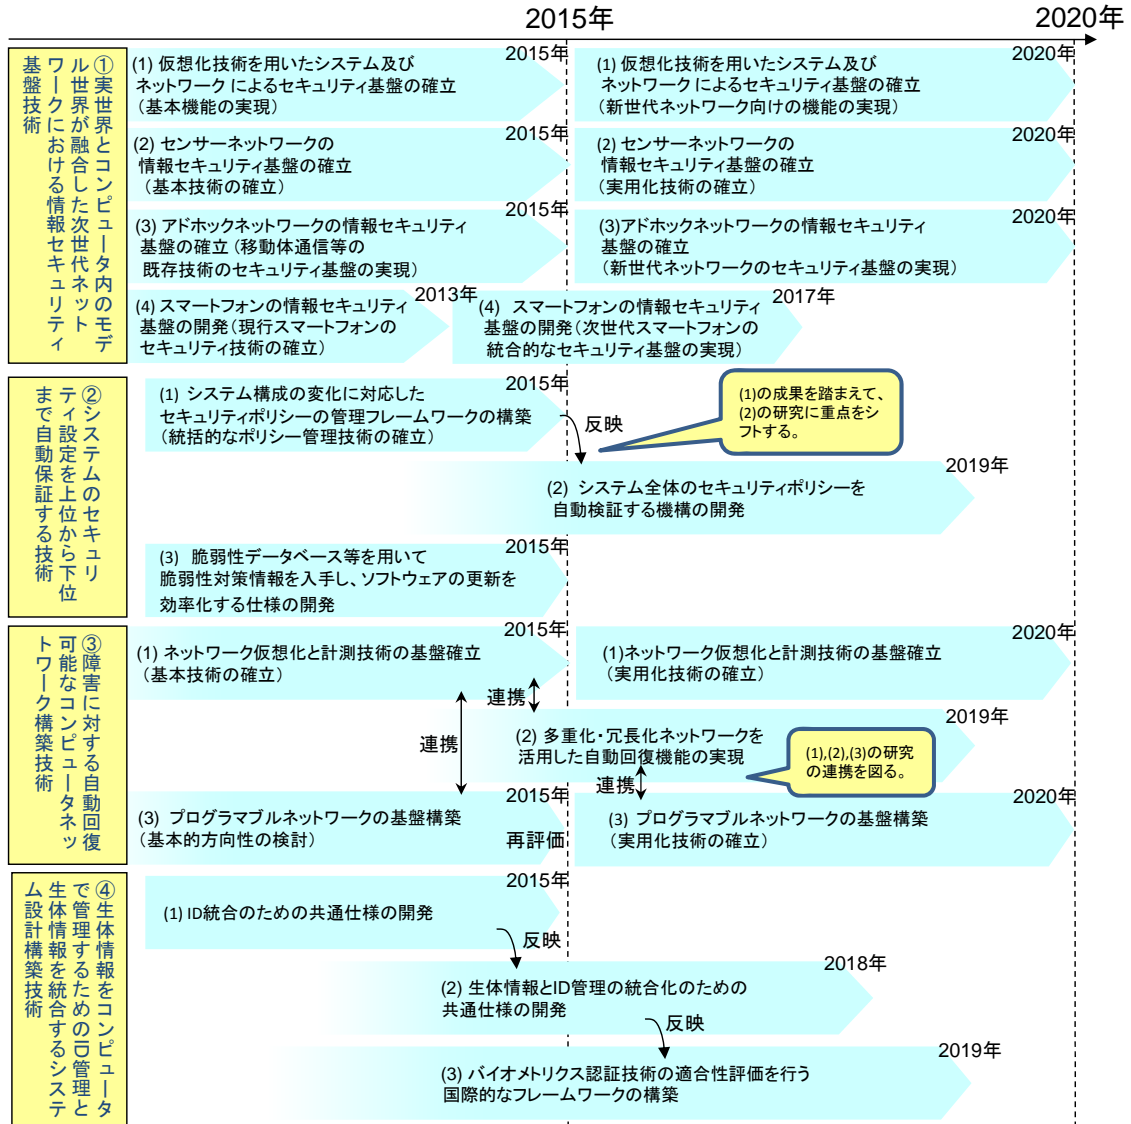 2015年
2020年
①実世界とコンピュータ内のモデ
ル世界が融合した次世代ネット
ワークにおける情報セキュリティ
基盤技術
2015年
(1) 仮想化技術を用いたシステム及び
ネットワーク によるセキュリティ基盤の確立
(基本機能の実現)
2020年
(1) 仮想化技術を用いたシステム及び
ネットワーク によるセキュリティ基盤の確立
(新世代ネットワーク向けの機能の実現)
2015年
(2) センサーネットワークの
情報セキュリティ基盤の確立
(基本技術の確立)
2020年
(2) センサーネットワークの
情報セキュリティ基盤の確立
(実用化技術の確立)
2015年
(3) アドホックネットワークの情報セキュリティ
基盤の確立(移動体通信等の
既存技術のセキュリティ基盤の実現)
2020年
(3)アドホックネットワークの情報セキュリティ
基盤の確立
(新世代ネットワークのセキュリティ基盤の実現)
2013年
(4) スマートフォンの情報セキュリティ
基盤の開発(現行スマートフォンの
セキュリティ技術の確立)
2017年
(4) スマートフォンの情報セキュリティ
基盤の開発(次世代スマートフォンの
統合的なセキュリティ基盤の実現)
②システムのセキュリ
ティ設定を上位から下位
まで自動保証する技術
2015年
(1) システム構成の変化に対応した
セキュリティポリシーの管理フレームワークの構築
(統括的なポリシー管理技術の確立)
反映
(1)の成果を踏まえて、
(2)の研究に重点をシ
フトする。
2019年
(2) システム全体のセキュリティポリシーを
自動検証する機構の開発
2015年
(3) 脆弱性データベース等を用いて
脆弱性対策情報を入手し、ソフトウェアの更新を
効率化する仕様の開発
③障害に対する自動回復
可能なコンピュータネッ
トワーク構築技術
2015年
(1) ネットワーク仮想化と計測技術の基盤確立
(基本技術の確立)
2020年
(1)ネットワーク仮想化と計測技術の基盤確立
(実用化技術の確立)
連携
連携
2019年
(2) 多重化・冗長化ネットワークを
活用した自動回復機能の実現
(1),(2),(3)の研究
の連携を図る。
連携
2015年
(3) プログラマブルネットワークの基盤構築
(基本的方向性の検討)
再評価
2020年
(3) プログラマブルネットワークの基盤構築
(実用化技術の確立)
④生体情報をコンピュータ
で管理するためのID管理と
生体情報を統合するシステ
ム設計構築技術
2015年
(1) ID統合のための共通仕様の開発
反映
2018年
(2) 生体情報とID管理の統合化のための
共通仕様の開発
反映
2019年
(3) バイオメトリクス認証技術の適合性評価を行う
国際的なフレームワークの構築